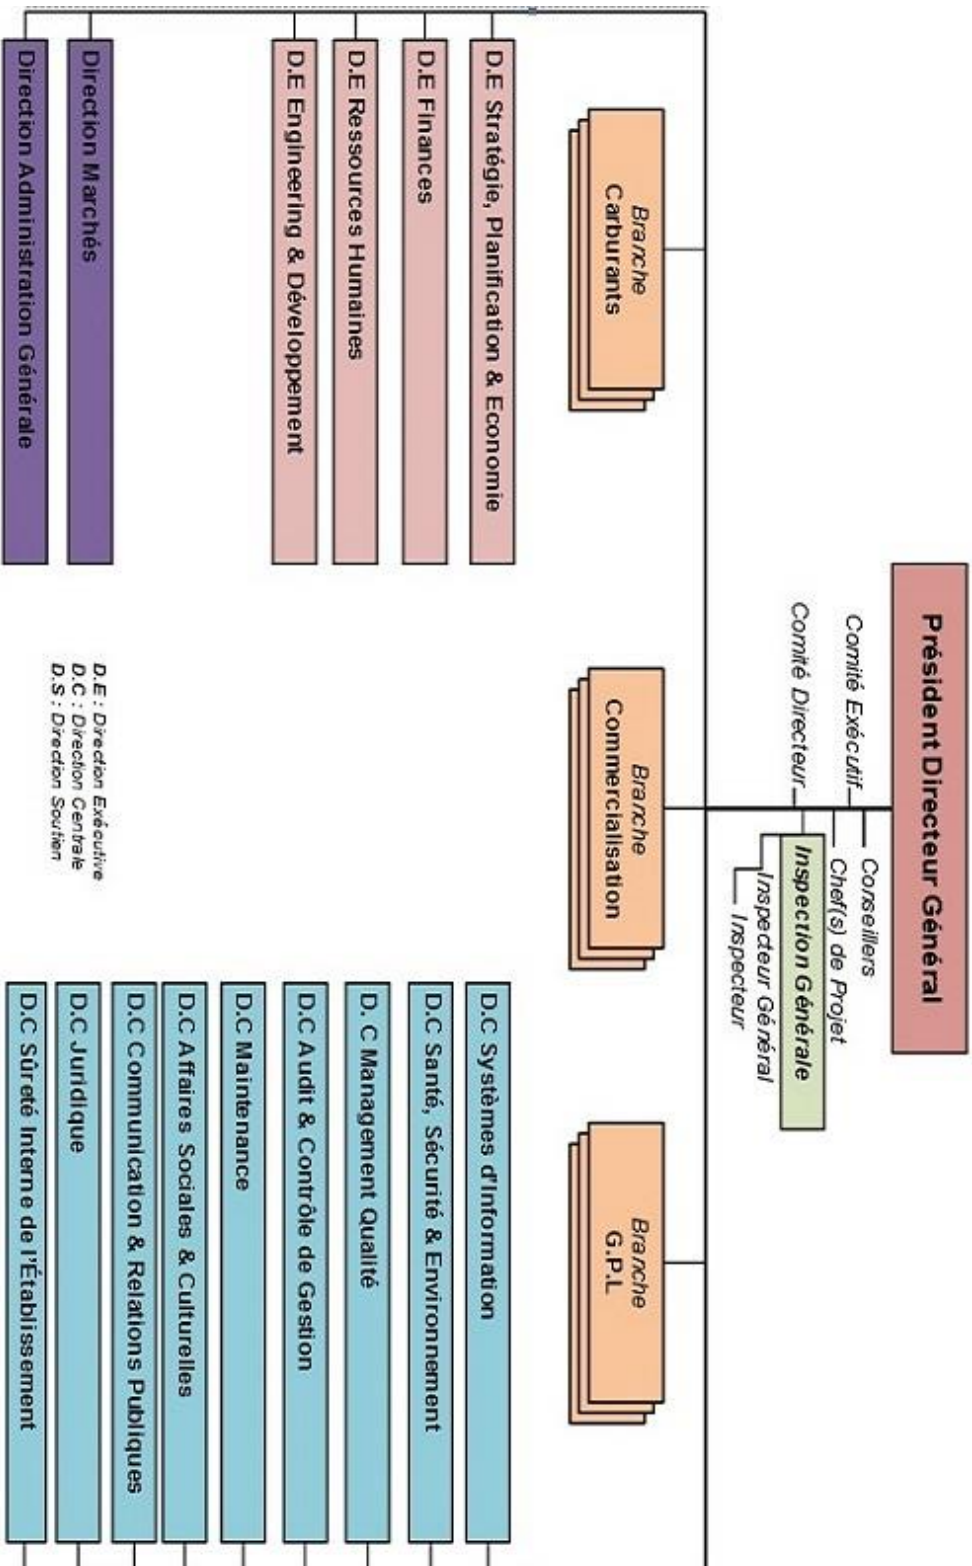 Président Directeur Général
Comité Exécutif
Conseillers
Chef(s) de Projet
Comité Directeur
Inspection Générale
Inspecteur Général
Inspecteur
Branche
Carburants
Branche
Commercialisation
Branche
G.P.L
D.E Stratégie, Planification & Economie
D.E Finances
D.E Ressources Humaines
D.E Engineering & Développement
Direction Marchés
Direction Administration Générale
D.C Systèmes d'Information
D.C Santé, Sécurité & Environnement
D. C Management Qualité
D.C Audit & Contrôle de Gestion
D.C Maintenance
D.C Affaires Sociales & Culturelles
D.C Communication & Relations Publiques
D.C Juridique
D.C Sûreté Interne de l'Établissement
D.E : Direction Exécutive
D.C : Direction Centrale
D.S : Direction Soutien